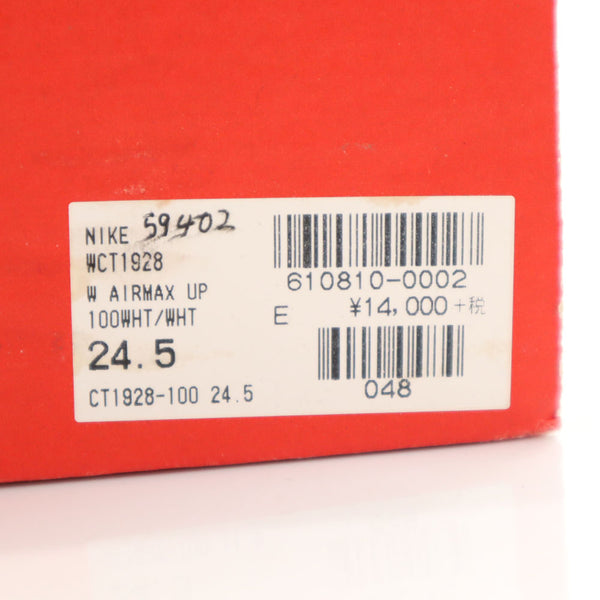 NIKE 59402
WCT1928
W AIRMAX UP
100WHT/WHT
24.5
CT1928-100 24.5
610810-0002
¥14,000+税
E
048